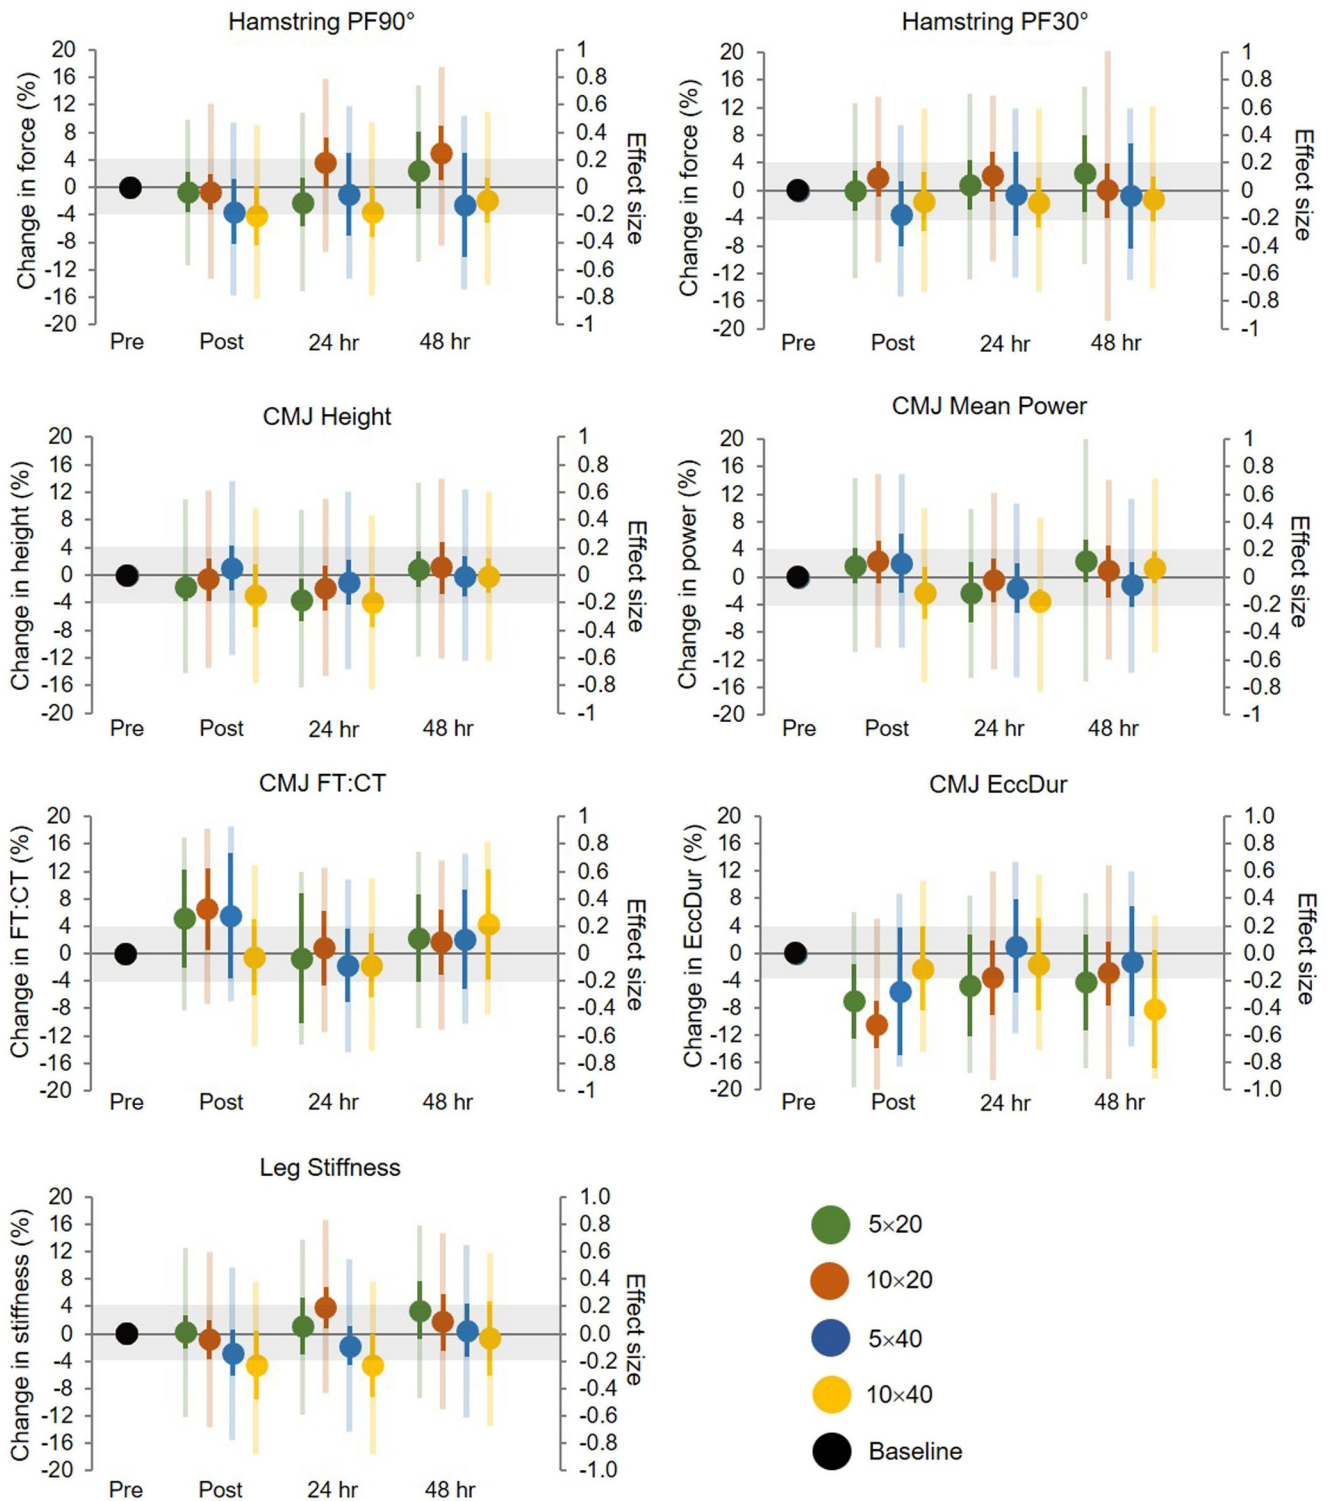 Hamstring PF90°
Hamstring PF30°
20 16 12 8 4 0 -4 -8 -12 -16 -20
Change in force (%)
1 0.8 0.6 0.4 0.2 0 -0.2 -0.4 -0.6 -0.8 -1
Effect size
Pre Post 24 hr 48 hr
20 16 12 8 4 0 -4 -8 -12 -16 -20
Change in force (%)
1 0.8 0.6 0.4 0.2 0 -0.2 -0.4 -0.6 -0.8 -1
Effect size
Pre Post 24 hr 48 hr
CMJ Height
CMJ Mean Power
20 16 12 8 4 0 -4 -8 -12 -16 -20
Change in height (%)
1 0.8 0.6 0.4 0.2 0 -0.2 -0.4 -0.6 -0.8 -1
Effect size
Pre Post 24 hr 48 hr
20 16 12 8 4 0 -4 -8 -12 -16 -20
Change in power (%)
1 0.8 0.6 0.4 0.2 0 -0.2 -0.4 -0.6 -0.8 -1
Effect size
Pre Post 24 hr 48 hr
CMJ FT:CT
CMJ EccDur
20 16 12 8 4 0 -4 -8 -12 -16 -20
Change in FT:CT (%)
1 0.8 0.6 0.4 0.2 0 -0.2 -0.4 -0.6 -0.8 -1
Effect size
Pre Post 24 hr 48 hr
20 16 12 8 4 0 -4 -8 -12 -16 -20
Change in EccDur (%)
1.0 0.8 0.6 0.4 0.2 0.0 -0.2 -0.4 -0.6 -0.8 -1.0
Effect size
Pre Post 24 hr 48 hr
Leg Stiffness
20 16 12 8 4 0 -4 -8 -12 -16 -20
Change in stiffness (%)
1.0 0.8 0.6 0.4 0.2 0.0 -0.2 -0.4 -0.6 -0.8 -1.0
Effect size
Pre Post 24 hr 48 hr
5×20
10×20
5×40
10×40
Baseline